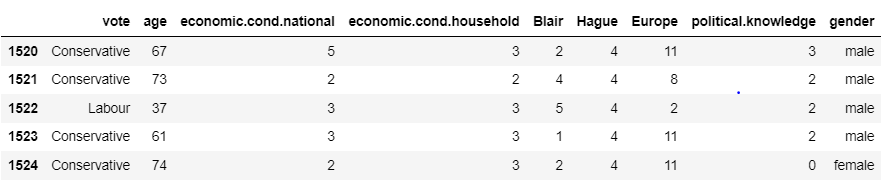 vote age economic.cond.national economic.cond.household Blair Hague Europe political.knowledge gender
1520 Conservative 67 5 3 2 4 11 3 male
1521 Conservative 73 2 2 4 4 8 2 male
1522 Labour 37 3 3 5 4 2 2 male
1523 Conservative 61 3 3 1 4 11 2 male
1524 Conservative 74 2 3 2 4 11 0 female